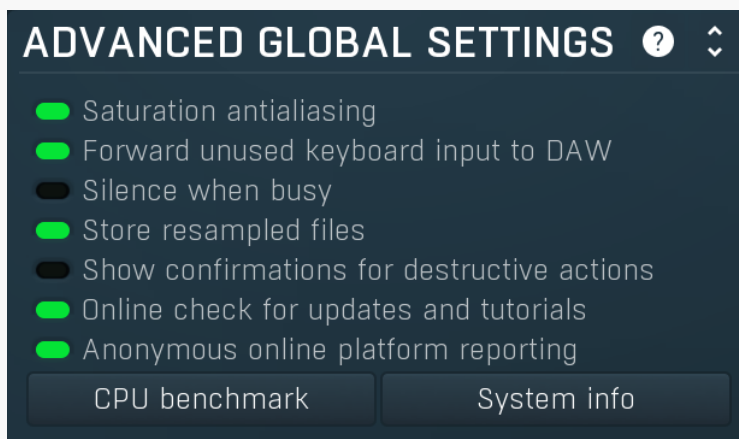 ADVANCED GLOBAL SETTINGS ?
Saturation antialiasing
Forward unused keyboard input to DAW
Silence when busy
Store resampled files
Show confirmations for destructive actions
Online check for updates and tutorials
Anonymous online platform reporting
CPU benchmark System info